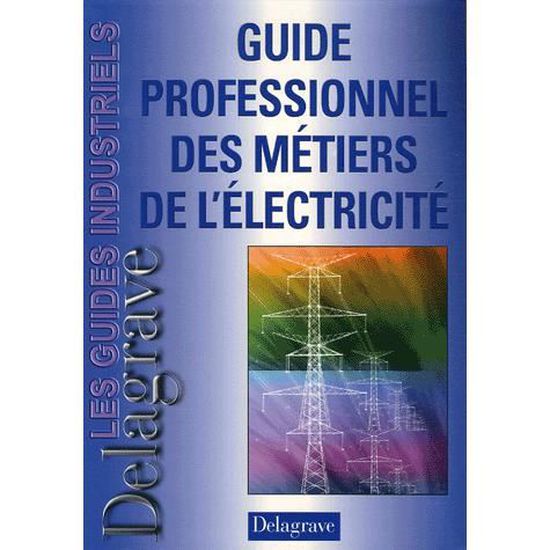 GUIDE
PROFESSIONNEL
DES MÉTIERS
DE L'ÉLECTRICITÉ
LES GUIDES INDUSTRIELS
Delagrave
Delagrave